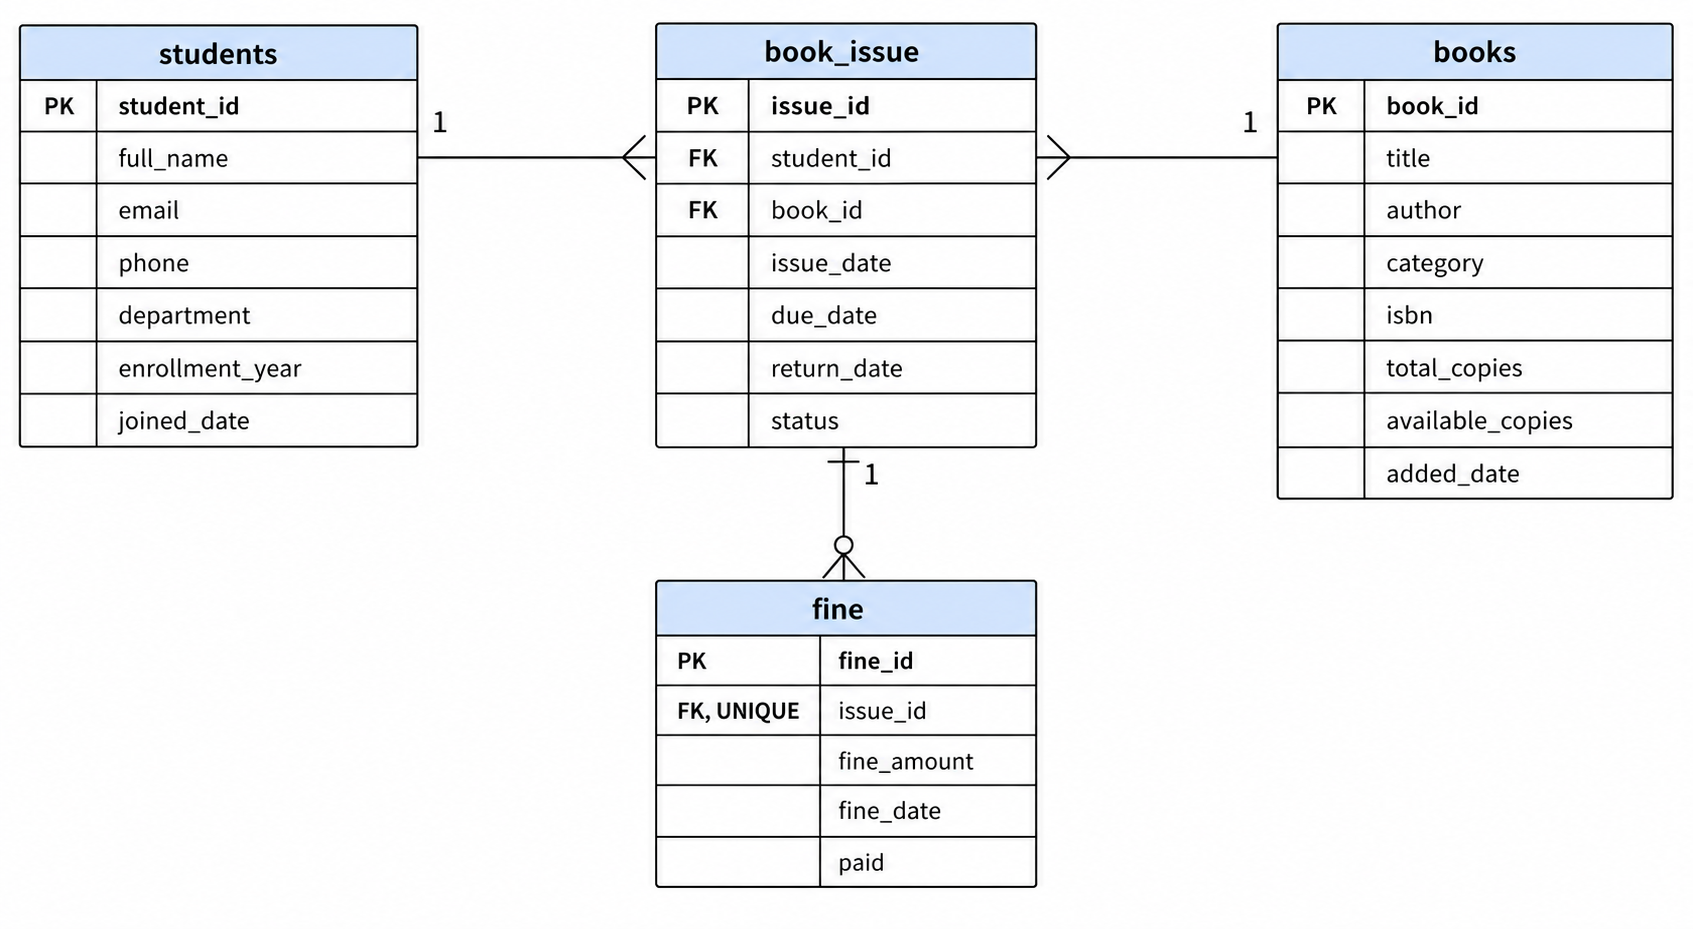 students
PK student_id
full_name
email
phone
department
enrollment_year
joined_date
1
book_issue
PK issue_id
FK student_id
FK book_id
issue_date
due_date
return_date
status
1
books
PK book_id
title
author
category
isbn
total_copies
available_copies
added_date
1
fine
PK fine_id
FK, UNIQUE issue_id
fine_amount
fine_date
paid